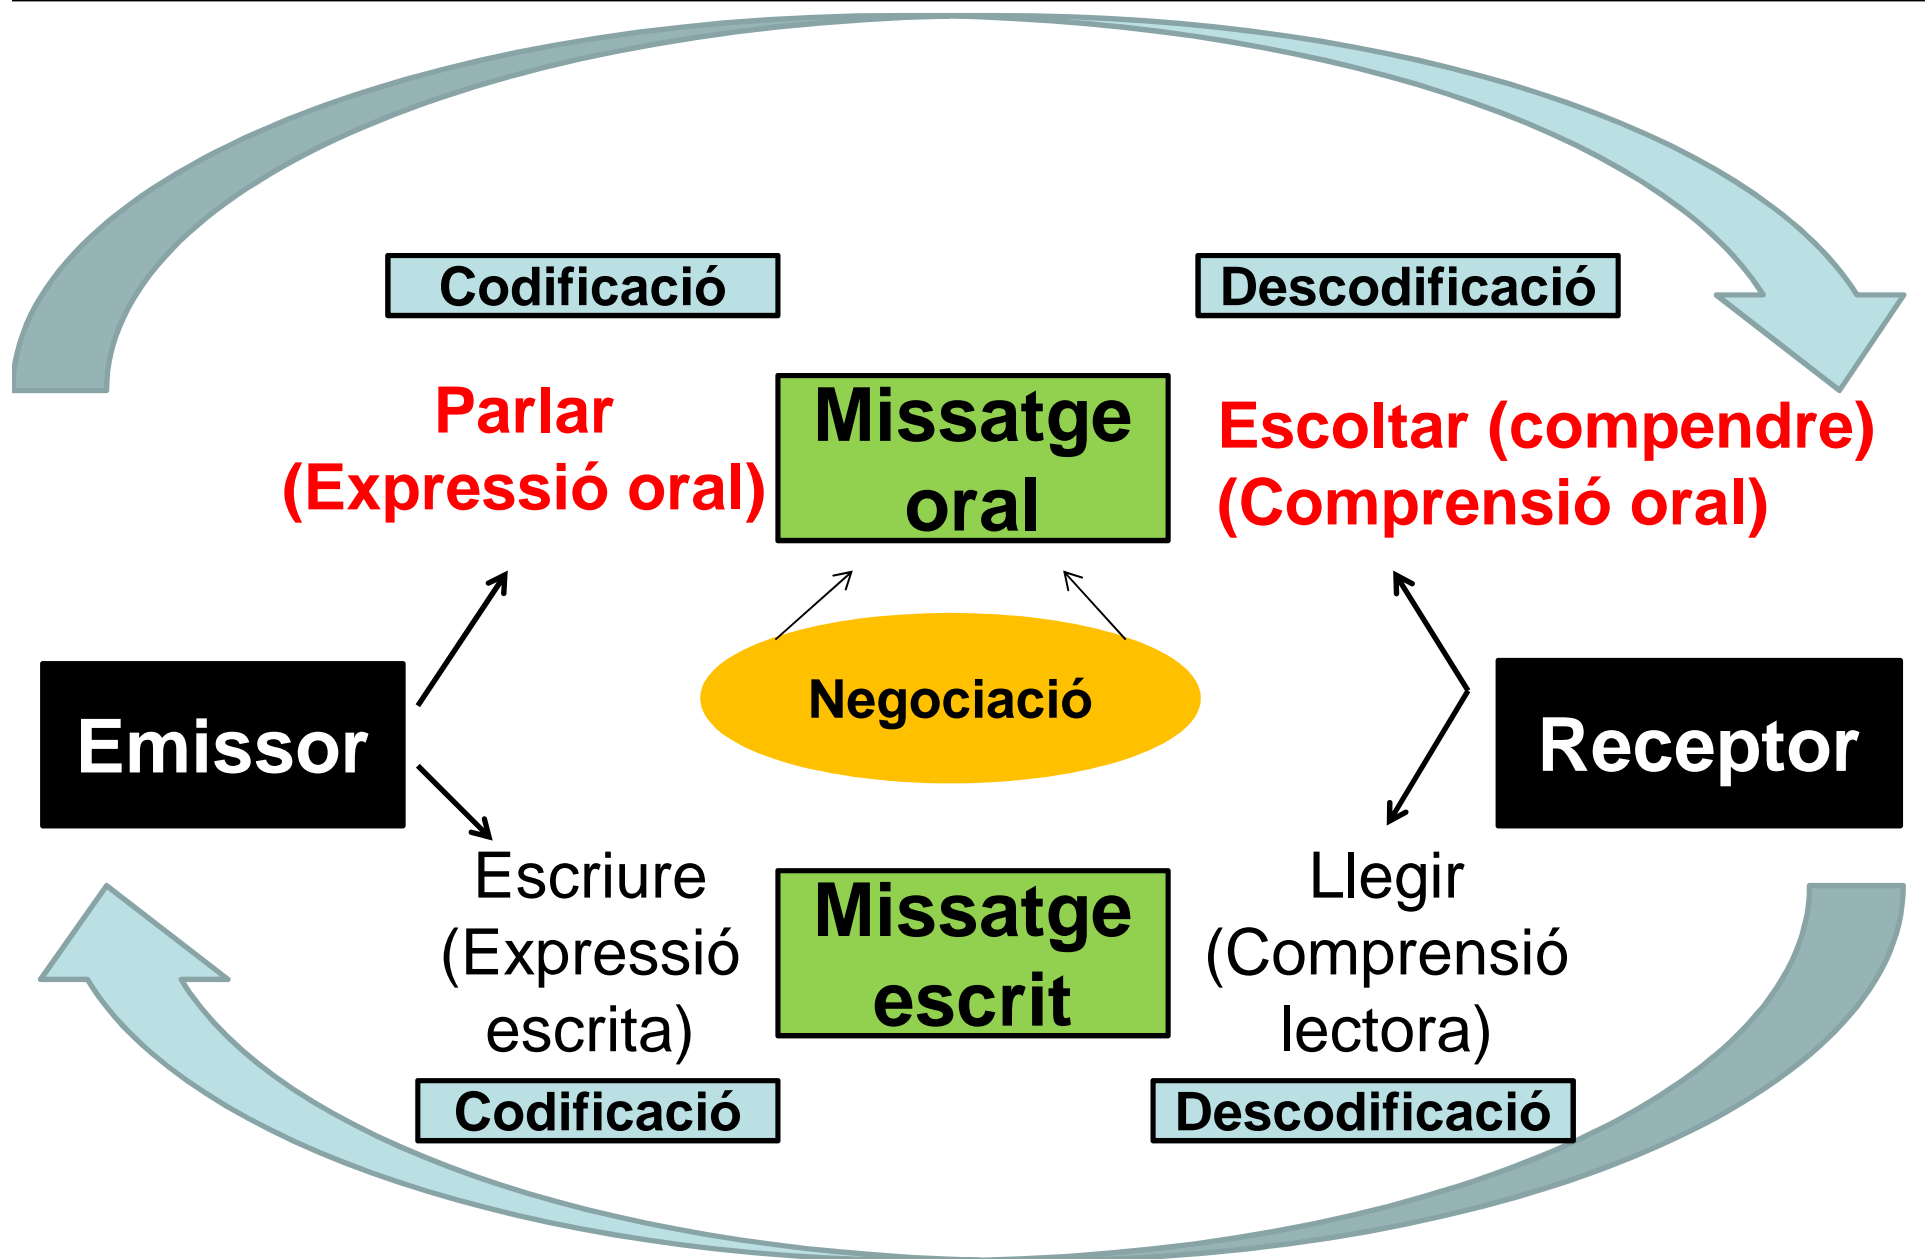 Codificació
Descodificació
Parlar
(Expressió oral)
Missatge
oral
Escoltar (compendre)
(Comprensió oral)
Emissor
Negociació
Receptor
Escriure
(Expressió
escrita)
Missatge
escrit
Llegir
(Comprensió
lectora)
Codificació
Descodificació